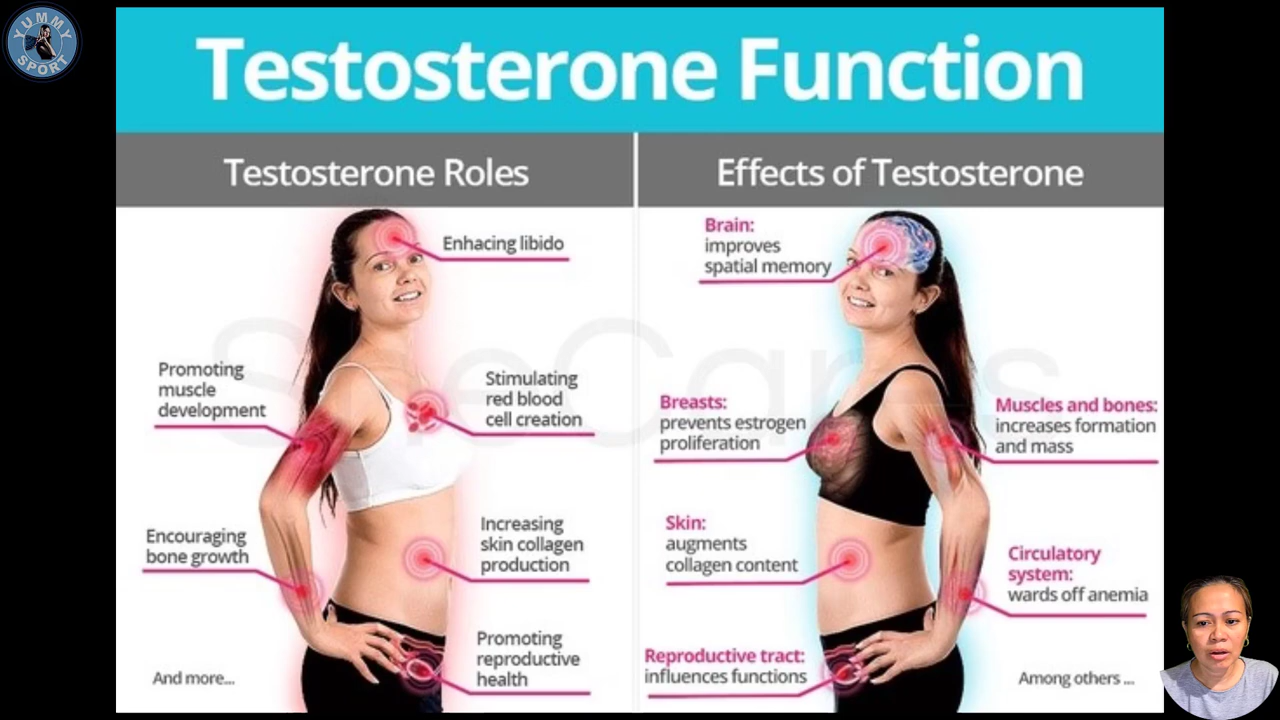 YUMMY
SPORT
Testosterone Function
Testosterone Roles
Effects of Testosterone
Enhacing libido
Promoting
muscle
development
Stimulating
red blood
cell creation
Encouraging
bone growth
Increasing
skin collagen
production
Promoting
reproductive
health
And more...
Brain:
improves
spatial memory
Breasts:
prevents estrogen
proliferation
Muscles and bones:
increases formation
and mass
Skin:
augments
collagen content
Circulatory
system:
wards off anemia
Reproductive tract:
influences functions
Among others ...
SheCares